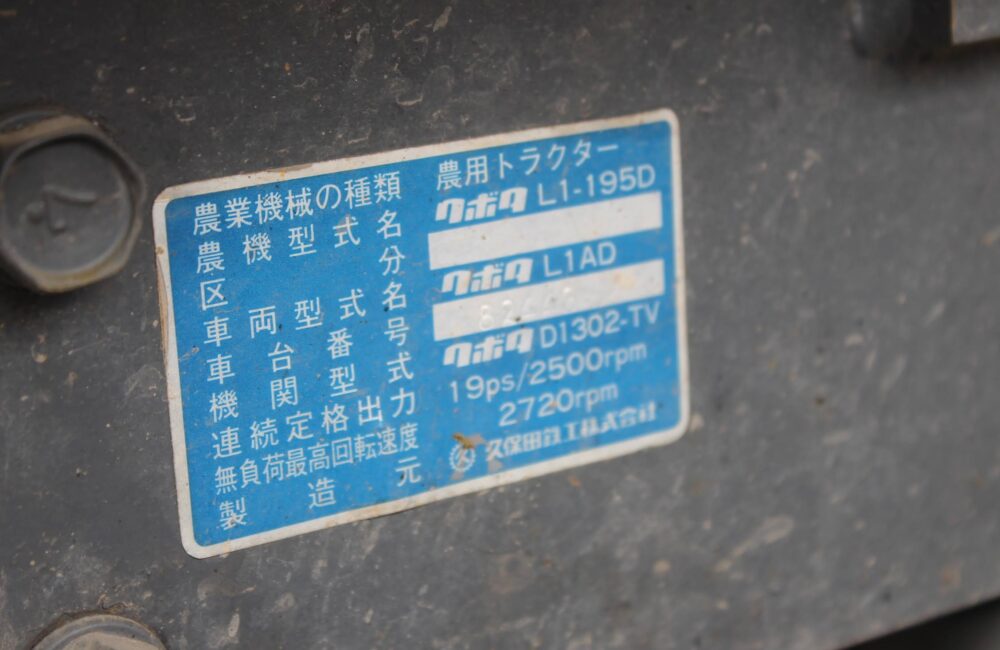 農業機械の種類 農用トラクター
農機型式名 クボタ L1-195D
区分
車両型式名 クボタ L1AD
車台番号
機関型式 クボタ D1302-TV
連続定格出力 19ps/2500rpm
無負荷最高回転速度 2720rpm
製造元 久保田鉄工株式会社